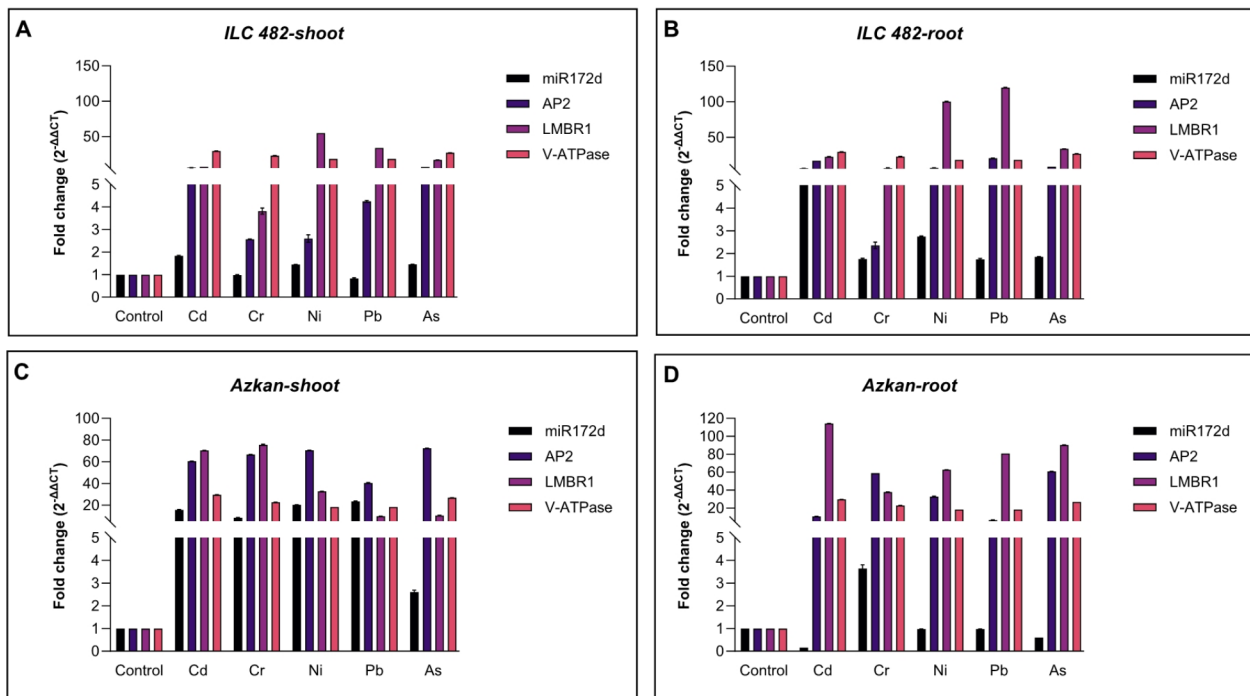 A
ILC 482-shoot
Fold change (2-ΔΔCT)
150
100
50
5
4
3
2
1
0
Control Cd Cr Ni Pb As
miR172d
AP2
LMBR1
V-ATPase
B
ILC 482-root
Fold change (2-ΔΔCT)
150
100
50
5
4
3
2
1
0
Control Cd Cr Ni Pb As
miR172d
AP2
LMBR1
V-ATPase
C
Azkan-shoot
Fold change (2-ΔΔCT)
100
80
60
40
20
5
4
3
2
1
0
Control Cd Cr Ni Pb As
miR172d
AP2
LMBR1
V-ATPase
D
Azkan-root
Fold change (2-ΔΔCT)
120
100
80
60
40
20
5
4
3
2
1
0
Control Cd Cr Ni Pb As
miR172d
AP2
LMBR1
V-ATPase